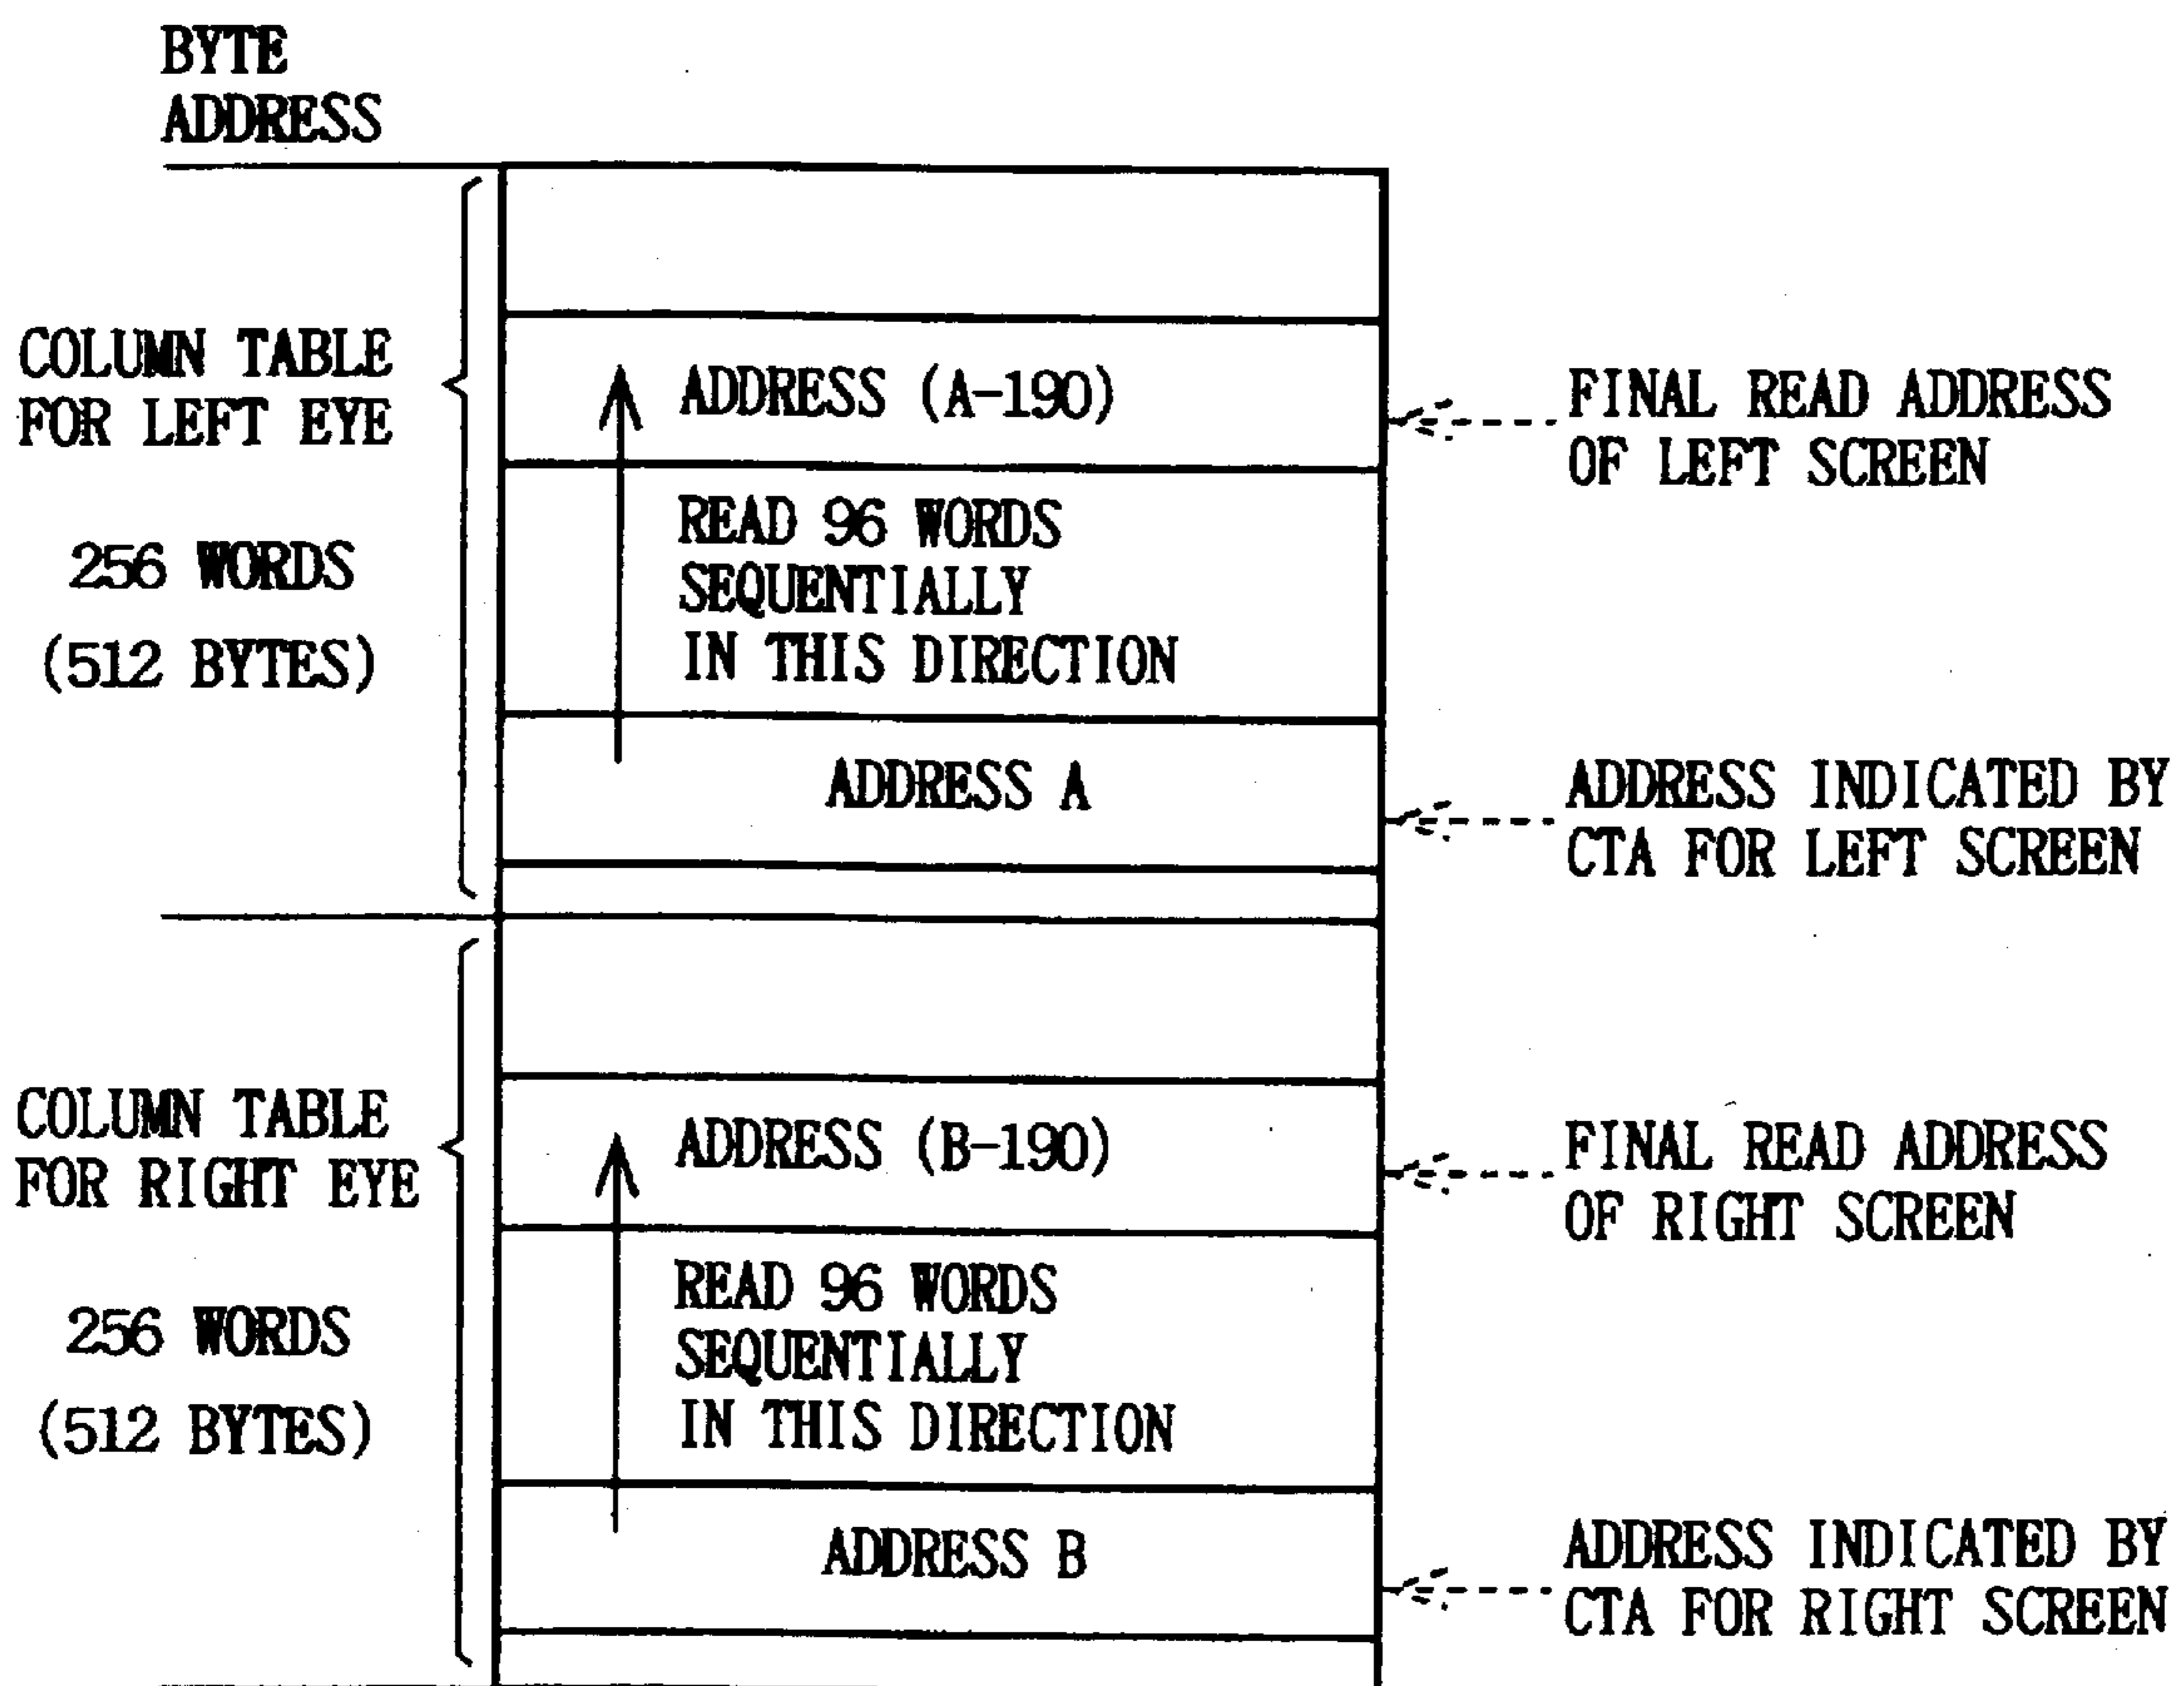 BYTE
ADDRESS
COLUMN TABLE
FOR LEFT EYE
256 WORDS
(512 BYTES)
ADDRESS (A-190)
READ 96 WORDS
SEQUENTIALLY
IN THIS DIRECTION
ADDRESS A
FINAL READ ADDRESS
OF LEFT SCREEN
ADDRESS INDICATED BY
CTA FOR LEFT SCREEN
COLUMN TABLE
FOR RIGHT EYE
256 WORDS
(512 BYTES)
ADDRESS (B-190)
READ 96 WORDS
SEQUENTIALLY
IN THIS DIRECTION
ADDRESS B
FINAL READ ADDRESS
OF RIGHT SCREEN
ADDRESS INDICATED BY
CTA FOR RIGHT SCREEN